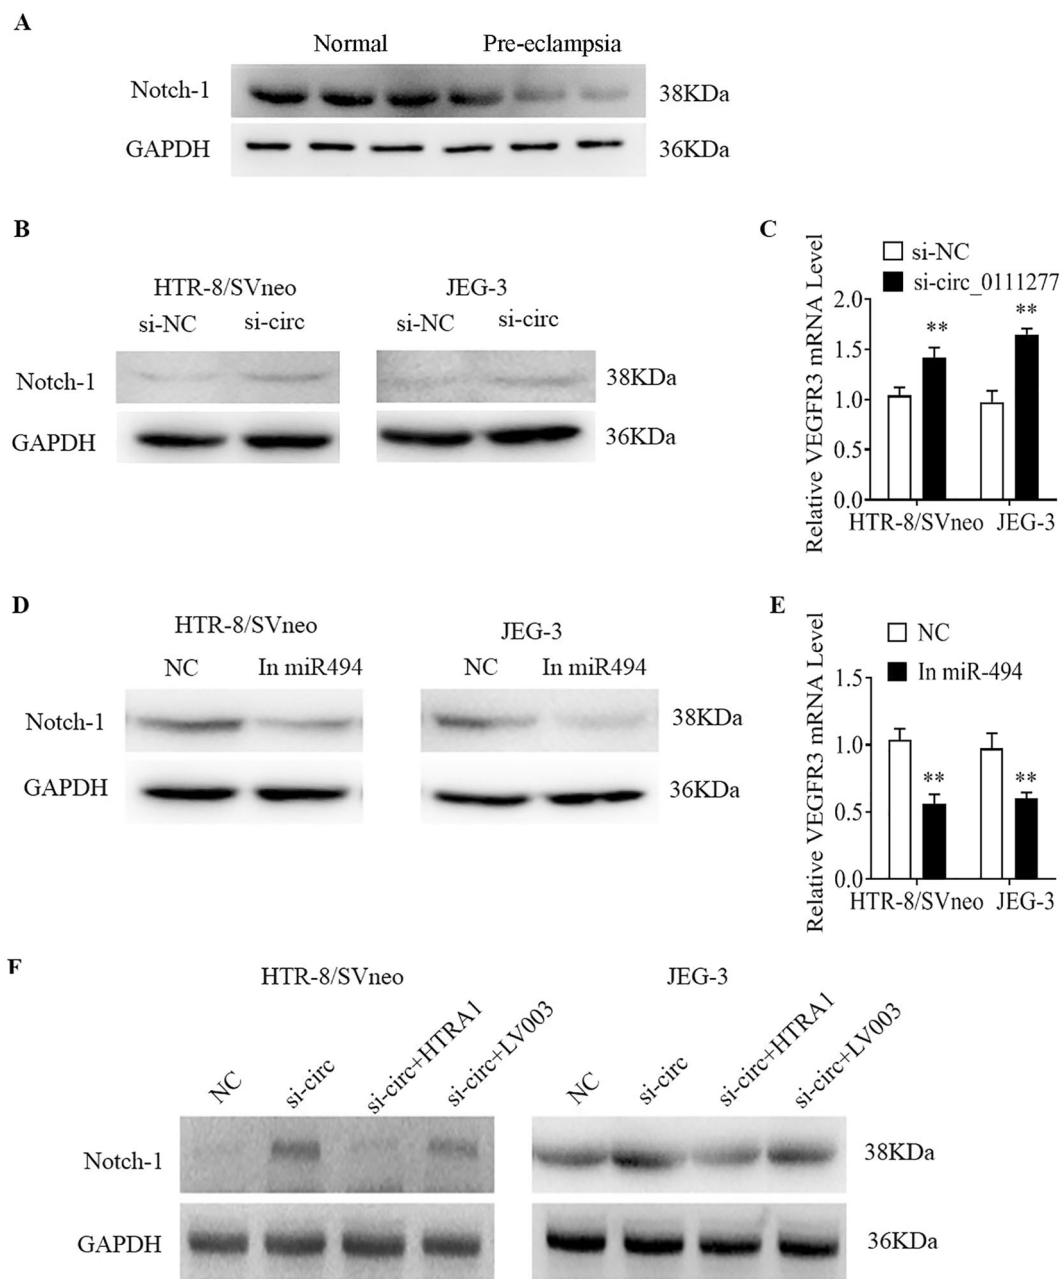 A
Normal Pre-eclampsia
Notch-1 38KDa
GAPDH 36KDa
B
HTR-8/SVneo JEG-3
si-NC si-circ si-NC si-circ
Notch-1 38KDa
GAPDH 36KDa
C
si-NC
si-circ_0111277
Relative VEGFR3 mRNA Level
2.0
** **
1.5
1.0
0.5
0.0
HTR-8/SVneo JEG-3
D
HTR-8/SVneo JEG-3
NC In miR494 NC In miR494
Notch-1 38KDa
GAPDH 36KDa
E
NC
In miR-494
Relative VEGFR3 mRNA Level
1.5
1.0
** **
0.5
0.0
HTR-8/SVneo JEG-3
F
HTR-8/SVneo JEG-3
NC si-circ si-circ+HTRA1 si-circ+LV003 NC si-circ si-circ+HTRA1 si-circ+LV003
Notch-1 38KDa
GAPDH 36KDa